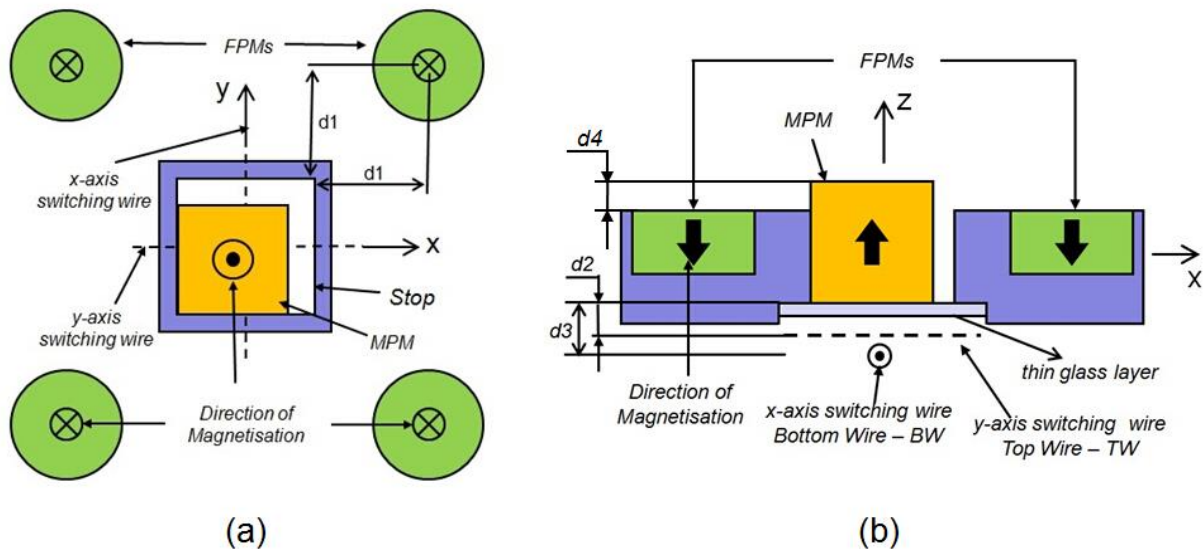 FPMs
y
d1
d1
x-axis
switching wire
x
y-axis
switching wire
Stop
MPM
Direction of
Magnetisation
(a)
FPMs
z
MPM
d4
x
d2
d3
thin glass layer
Direction of
Magnetisation
x-axis switching wire
Bottom Wire – BW
y-axis switching wire
Top Wire – TW
(b)